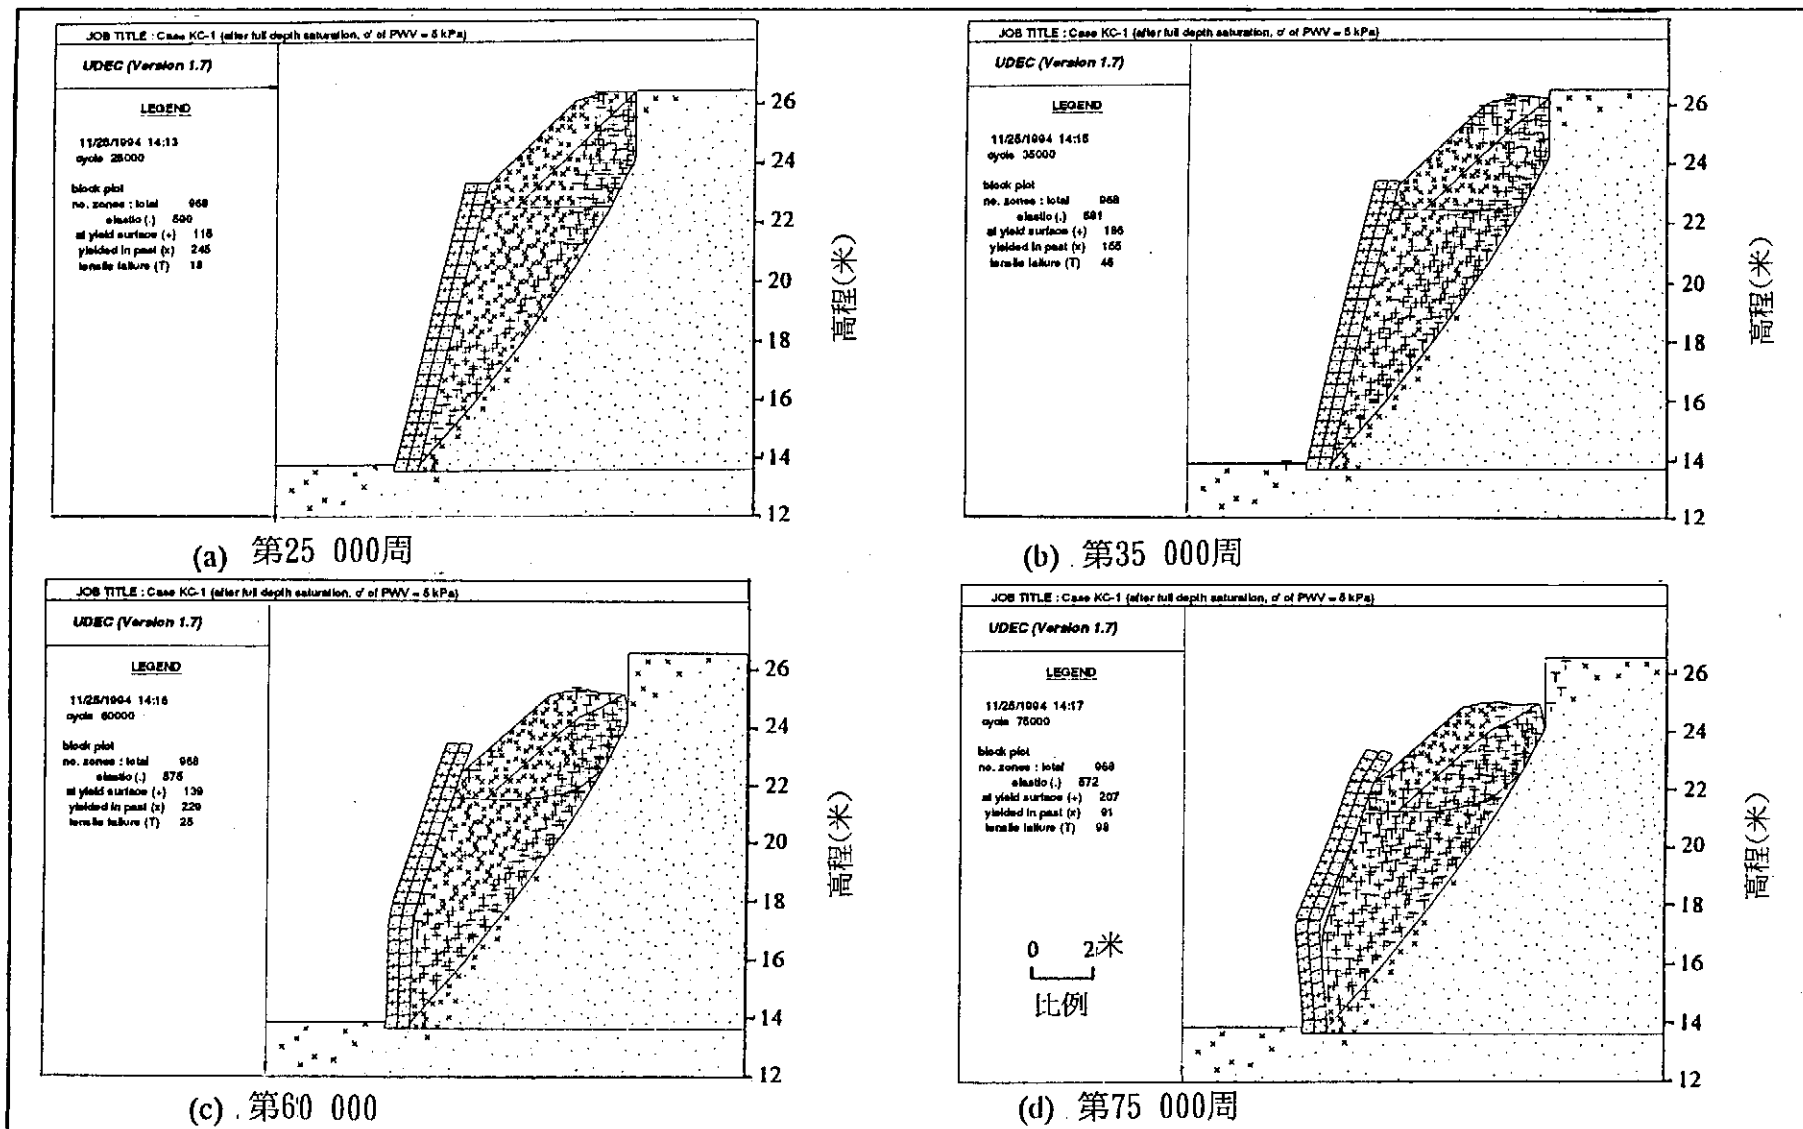 JOB TITLE : Case KC-1 (after full depth saturation, σ' of PWV = 5 kPa)
UDEC (Version 1.7)
LEGEND
11/25/1994 14:13
cycle 25000
block plot
no. zones : total 968
elastic (.) 590
at yield surface (+) 115
yielded in past (x) 245
tensile failure (T) 18
26
24
22
20
18
16
14
12
高程(米)
(a) 第25 000周
JOB TITLE : Case KC-1 (after full depth saturation, σ' of PWV = 5 kPa)
UDEC (Version 1.7)
LEGEND
11/25/1994 14:15
cycle 35000
block plot
no. zones : total 968
elastic (.) 581
at yield surface (+) 186
yielded in past (x) 155
tensile failure (T) 46
26
24
22
20
18
16
14
12
高程(米)
(b) 第35 000周
JOB TITLE : Case KC-1 (after full depth saturation, σ' of PWV = 5 kPa)
UDEC (Version 1.7)
LEGEND
11/25/1994 14:16
cycle 60000
block plot
no. zones : total 968
elastic (.) 575
at yield surface (+) 139
yielded in past (x) 229
tensile failure (T) 25
26
24
22
20
18
16
14
12
高程(米)
(c) 第60 000
JOB TITLE : Case KC-1 (after full depth saturation, σ' of PWV = 5 kPa)
UDEC (Version 1.7)
LEGEND
11/25/1994 14:17
cycle 75000
block plot
no. zones : total 968
elastic (.) 572
at yield surface (+) 207
yielded in past (x) 91
tensile failure (T) 98
0 2米
比例
26
24
22
20
18
16
14
12
高程(米)
(d) 第75 000周